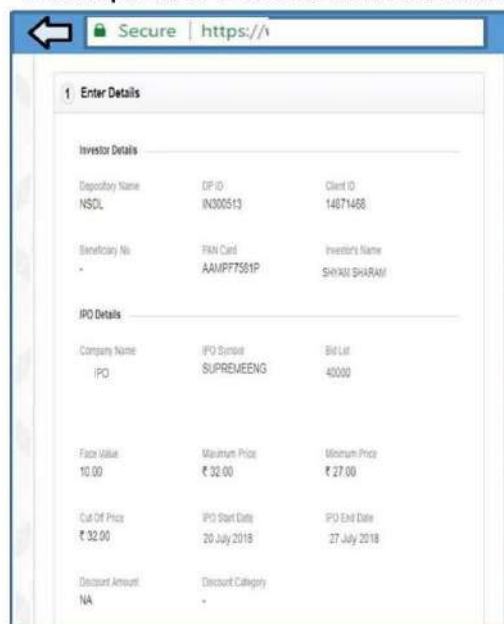 Secure | https://
1 Enter Details
Investor Details
Depository Name DP ID Client ID
NSDL IN300513 14871468
Beneficiary No PAN Card Investor's Name
- AAMPF7561P SHYAM SHARAM
IPO Details
Company Name IPO Symbol Bid Lot
IPO SUPREMEENG 40000
Face Value Maximum Price Minimum Price
10.00 ₹ 32.00 ₹ 27.00
Cut Off Price IPO Start Date IPO End Date
₹ 32.00 20 July 2018 27 July 2018
Discount Amount Discount Category
NA -